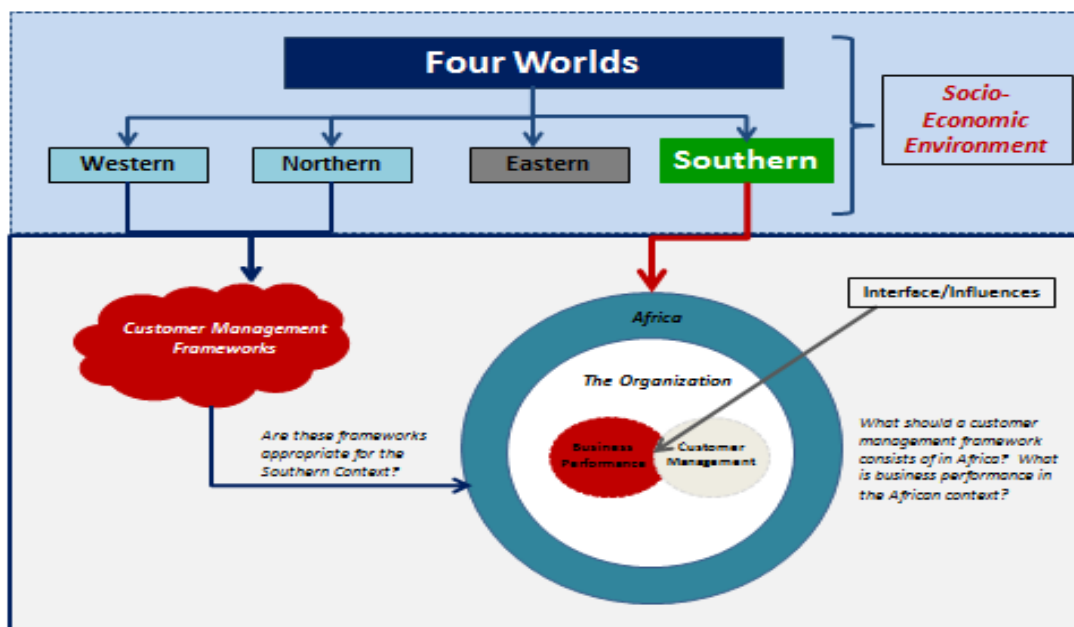 Four Worlds
Socio-
Economic
Environment
Western
Northern
Eastern
Southern
Interface/Influences
Customer Management
Frameworks
Africa
The Organization
Business
Performance
Customer
Management
Are these frameworks
appropriate for the
Southern Context?
What should a customer
management framework
consists of in Africa? What
is business performance in
the African context?